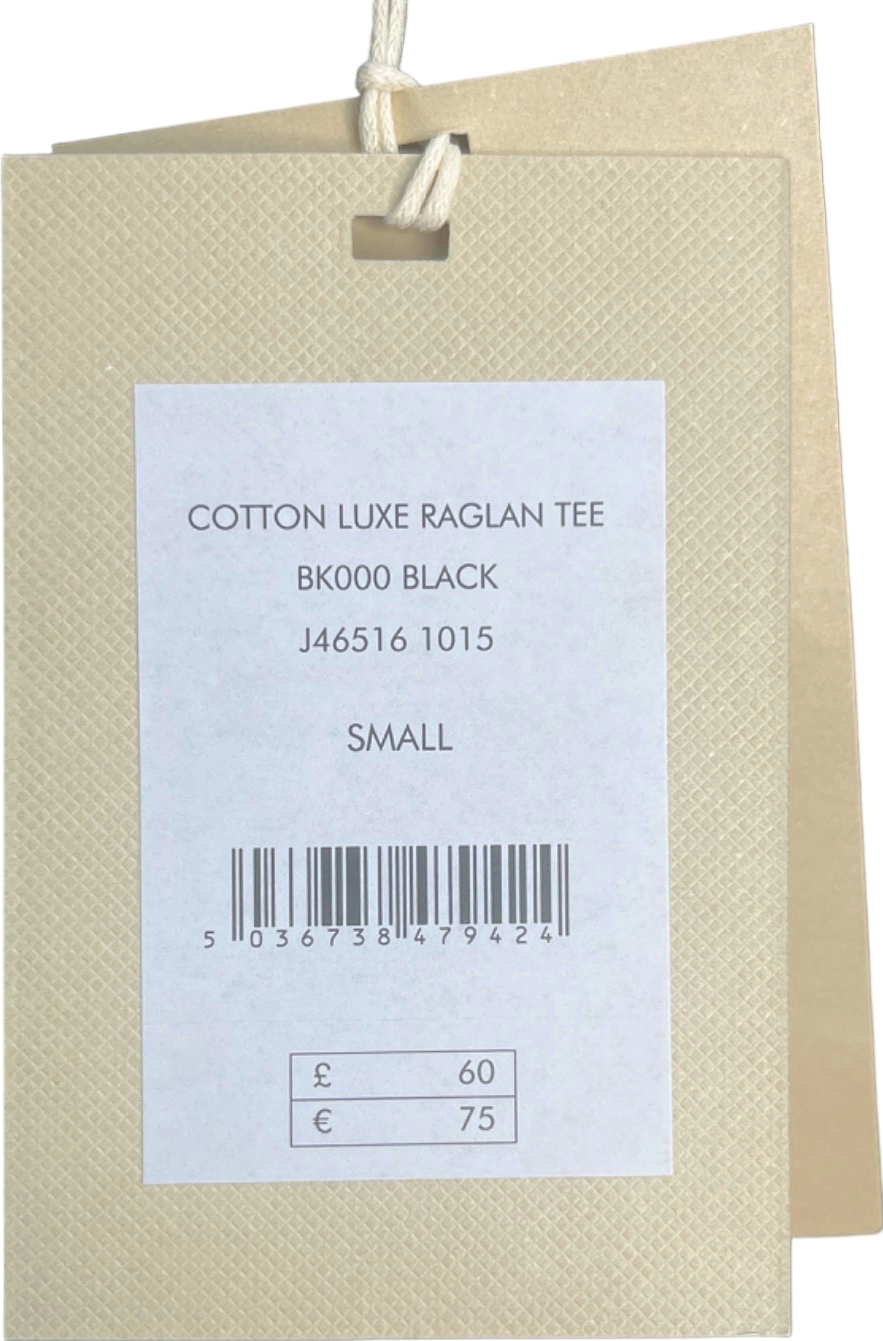 COTTON LUXE RAGLAN TEE
BK000 BLACK
J46516 1015
SMALL
5 036738 479424
£ 60
€ 75